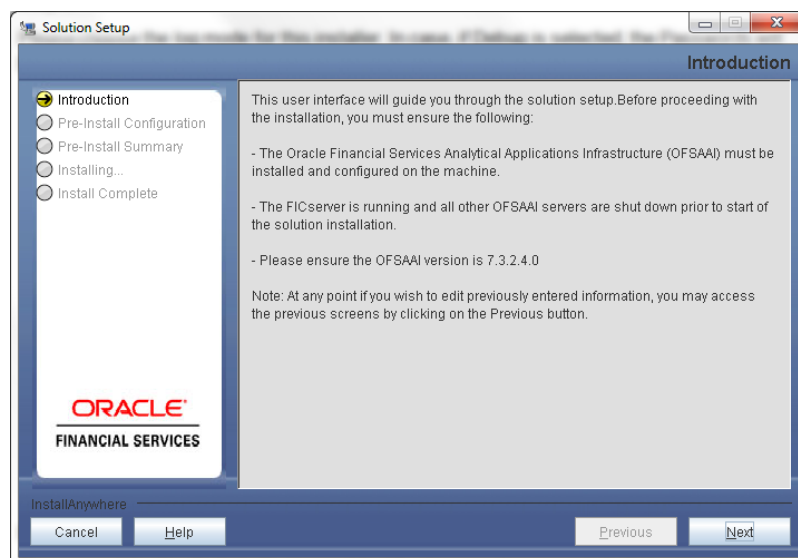 Solution Setup
Introduction
Introduction
Pre-Install Configuration
Pre-Install Summary
Installing...
Install Complete
This user interface will guide you through the solution setup.Before proceeding with
the installation, you must ensure the following:
- The Oracle Financial Services Analytical Applications Infrastructure (OFSAAI) must be
installed and configured on the machine.
- The FICserver is running and all other OFSAAI servers are shut down prior to start of
the solution installation.
- Please ensure the OFSAAI version is 7.3.2.4.0
Note: At any point if you wish to edit previously entered information, you may access
the previous screens by clicking on the Previous button.
ORACLE
FINANCIAL SERVICES
InstallAnywhere
Cancel
Help
Previous
Next